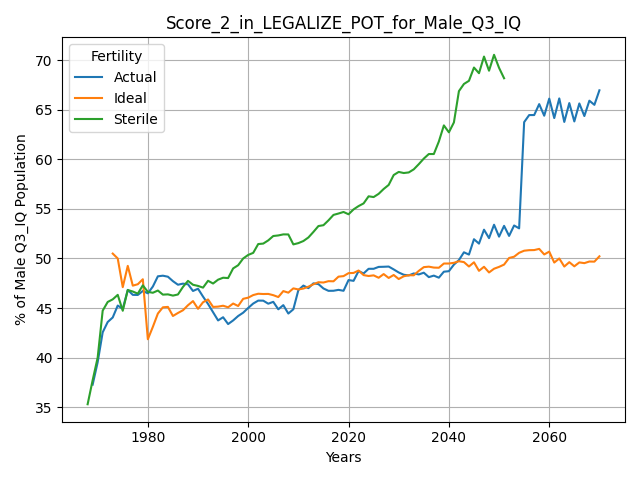 Score_2_in_LEGALIZE_POT_for_Male_Q3_IQ
Fertility
Actual
Ideal
Sterile
% of Male Q3_IQ Population
70
65
60
55
50
45
40
35
1980
2000
2020
2040
2060
Years